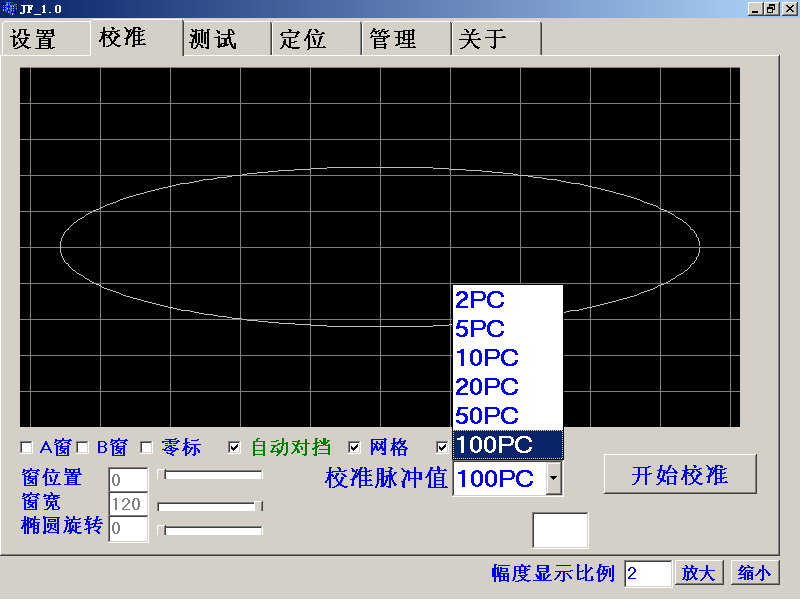 JF_1.0
设置 校准 测试 定位 管理 关于
2PC
5PC
10PC
20PC
50PC
100PC
A窗 B窗 零标 自动对挡 网格
窗位置 0
校准脉冲值 100PC 开始校准
窗宽 120
椭圆旋转 0
幅度显示比例 2 放大 缩小